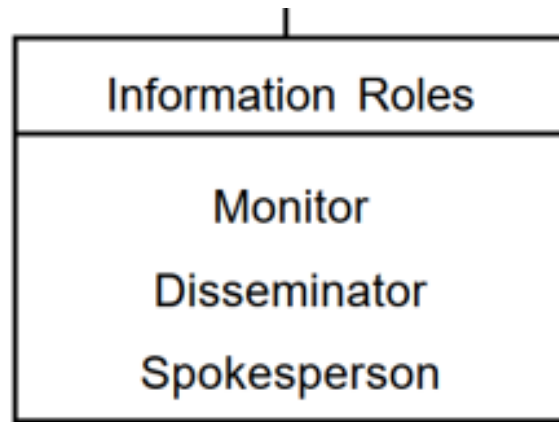 Information Roles
Monitor
Disseminator
Spokesperson